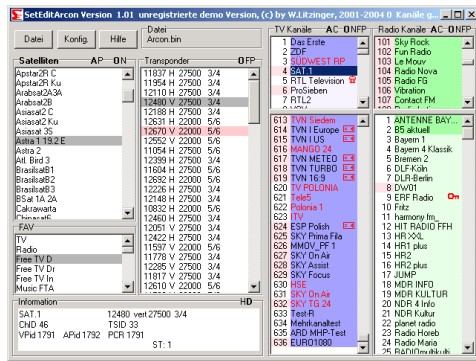 SetEditArcon Version 1.01 unregistrierte demo Version, (c) by W.Litzinger, 2001-2004 0 Kanäle g...
Datei
Konfig.
Hilfe
Datei
Arcon.bin
Satelliten AP ON
Apstar2R C
Apstar2R Ku
Arabsat2A3A
Arabsat2B
Asiasat2 C
Asiasat2 Ku
Asiasat 3S
Astra 1 19.2 E
Astra 2
Atl. Bird 3
BrasilsatB1
BrasilsatB2
BrasilsatB3
BSat 1A 2A
Cakrawarta
FAV
TV
Radio
Free TV D
Free TV Dr
Free TV In
Music FTA
Transponder OFP
11837 H 27500 3/4
11954 H 27500 3/4
12110 H 27500 3/4
12480 V 27500 3/4
12188 H 27500 3/4
12631 H 22000 5/6
12670 V 22000 5/6
12552 V 22000 5/6
11054 H 22000 5/6
12399 H 27500 3/4
11604 H 27500 5/6
12692 H 22000 5/6
12226 H 27500 3/4
12148 H 27500 3/4
10832 H 22000 5/6
12460 H 27500 3/4
12051 V 27500 3/4
12422 H 27500 3/4
11597 V 22000 5/6
11778 V 27500 3/4
12285 V 27500 3/4
11817 V 27500 3/4
12610 V 22000 5/6
Information HD
SAT.1 12480 vert 27500 3/4
ChID 46 TSID 33
VPid 1791 APid 1792 PCR 1791
ST: 1
TV Kanäle AC ONFP
1 Das Erste
2 ZDF
3 SÜDWEST RP
4 SAT.1
5 RTL Television
6 ProSieben
7 RTL2
613 TVN Siedem
614 TVN I Europe
615 TVN I US
616 MANGO 24
617 TVN METEO
618 TVN TURBO
619 TVN 16:9
620 TV POLONIA
621 Tele5
622 Polonia 1
623 ITV
624 ESP Polish
625 SKY Prima Fila
626 MMOV_PF 1
627 SKY On Air
628 SKY Assist
629 SKY Focus
630 HSE
631 SKY On Air
632 SKY TG 24
633 Test-R
634 Mehrkanaltest
635 ARD MHP-Test
636 EURO1080
Radio Kanäle AC ONFP
101 Sky Rock
102 Fun Radio
103 Le Mouv
104 Radio Nova
105 Radio FG
106 Vibration
107 Contact FM
1 ANTENNE BAY...
2 B5 aktuell
3 Bayern 1
4 Bayern 4 Klassik
5 Bremen 2
6 DLF-Köln
7 DLR-Berlin
8 DW01
9 ERF Radio
10 Fritz
11 harmony fm_
12 HIT RADIO FFH
13 HR XXL
14 HR1 plus
15 HR2
16 HR2 plus
17 JUMP
18 MDR INFO
19 MDR KULTUR
20 NDR 4 Info
21 NDR Kultur
22 planet radio
23 Radio Horeb
24 Radio Maria
25 RADIOmultikulti